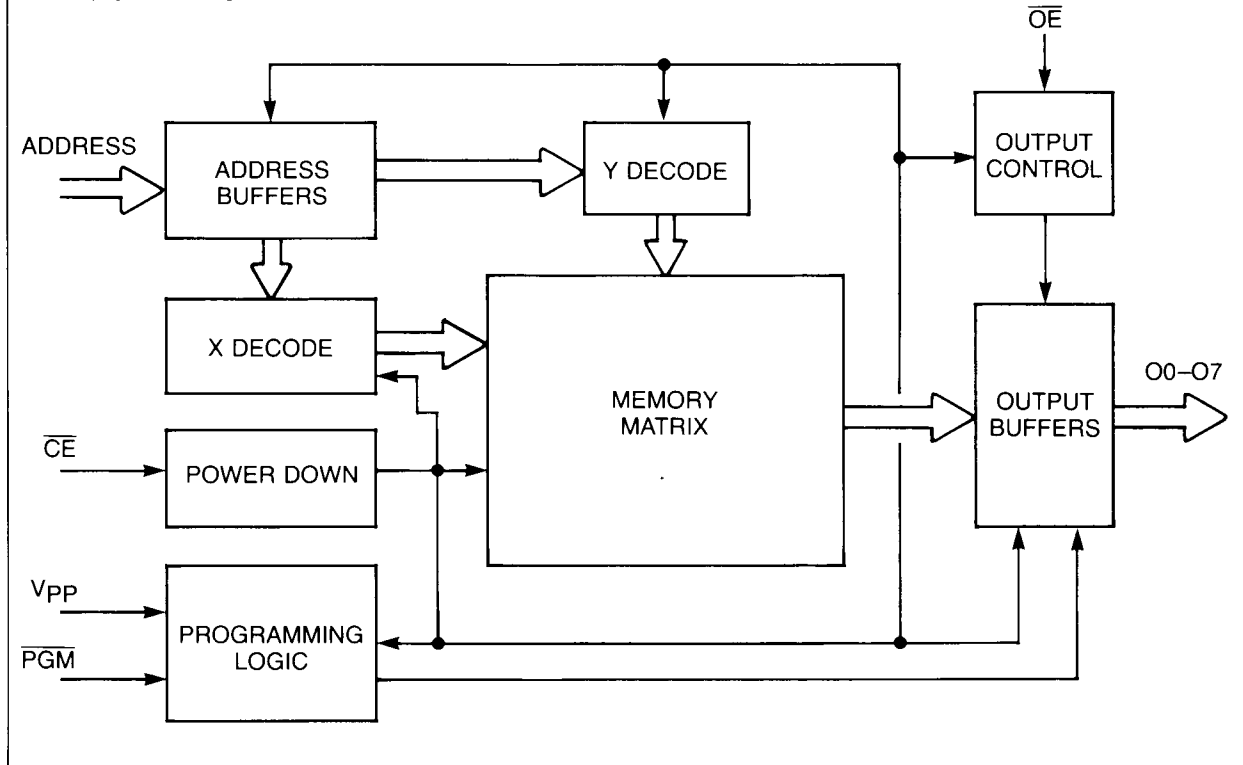 OE
ADDRESS
ADDRESS
BUFFERS
Y DECODE
OUTPUT
CONTROL
X DECODE
MEMORY
MATRIX
OUTPUT
BUFFERS
O0–O7
CE
POWER DOWN
VPP
PGM
PROGRAMMING
LOGIC